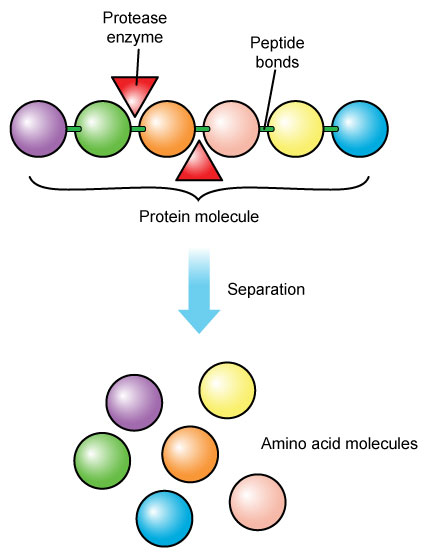 Protease
enzyme
Peptide
bonds
Protein molecule
Separation
Amino acid molecules